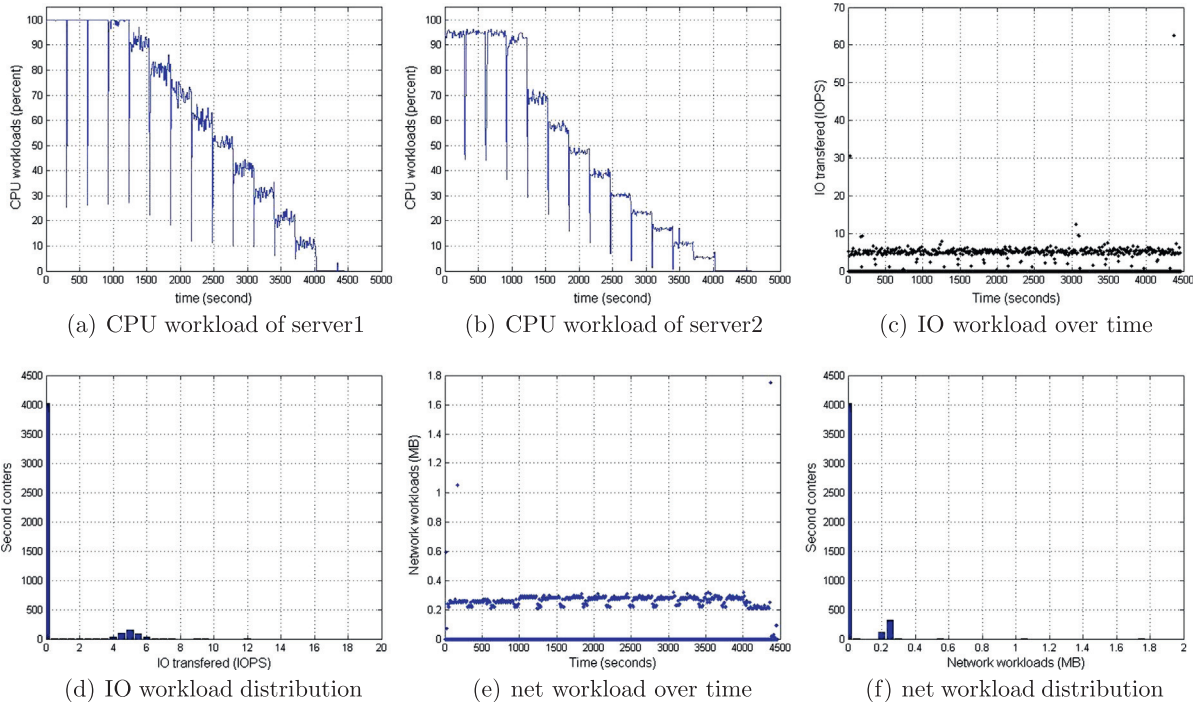 100
90
80
70
60
50
40
30
20
10
0
CPU workloads (percent)
0 500 1000 1500 2000 2500 3000 3500 4000 4500 5000
time (second)
(a) CPU workload of server1
100
90
80
70
60
50
40
30
20
10
0
CPU workloads (percent)
0 500 1000 1500 2000 2500 3000 3500 4000 4500 5000
time (second)
(b) CPU workload of server2
70
60
50
40
30
20
10
0
IO transfered (IOPS)
0 500 1000 1500 2000 2500 3000 3500 4000 4500
Time (seconds)
(c) IO workload over time
4500
4000
3500
3000
2500
2000
1500
1000
500
0
Second conters
0 2 4 6 8 10 12 14 16 18 20
IO transfered (IOPS)
(d) IO workload distribution
1.8
1.6
1.4
1.2
1
0.8
0.6
0.4
0.2
0
Network workloads (MB)
0 500 1000 1500 2000 2500 3000 3500 4000 4500
Time (seconds)
(e) net workload over time
4500
4000
3500
3000
2500
2000
1500
1000
500
0
Second conters
0 0.2 0.4 0.6 0.8 1 1.2 1.4 1.6 1.8 2
Network workloads (MB)
(f) net workload distribution